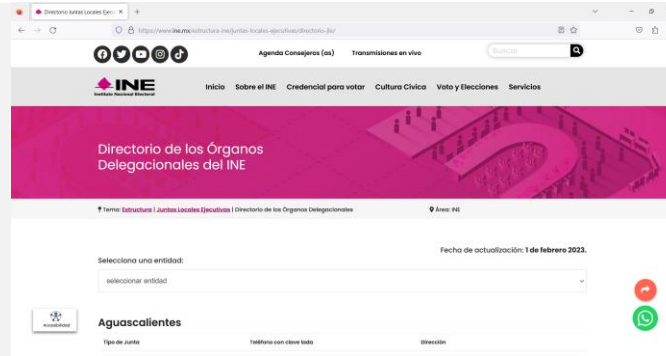 Directorio Juntas Locales Ejecu
https://www.ine.mx/estructura-ine/juntas-locales-ejecutivas/directorio-jle/
Agenda Consejeros (as) Transmisiones en vivo Buscar
INE
Instituto Nacional Electoral
Inicio Sobre el INE Credencial para votar Cultura Cívica Voto y Elecciones Servicios
Directorio de los Órganos
Delegacionales del INE
Tema: Estructura | Juntas Locales Ejecutivas | Directorio de los Órganos Delegacionales Área: INE
Fecha de actualización: 1 de febrero 2023.
Selecciona una entidad:
seleccionar entidad
Accesibilidad
Aguascalientes
Tipo de Junta Teléfono con clave lada Dirección